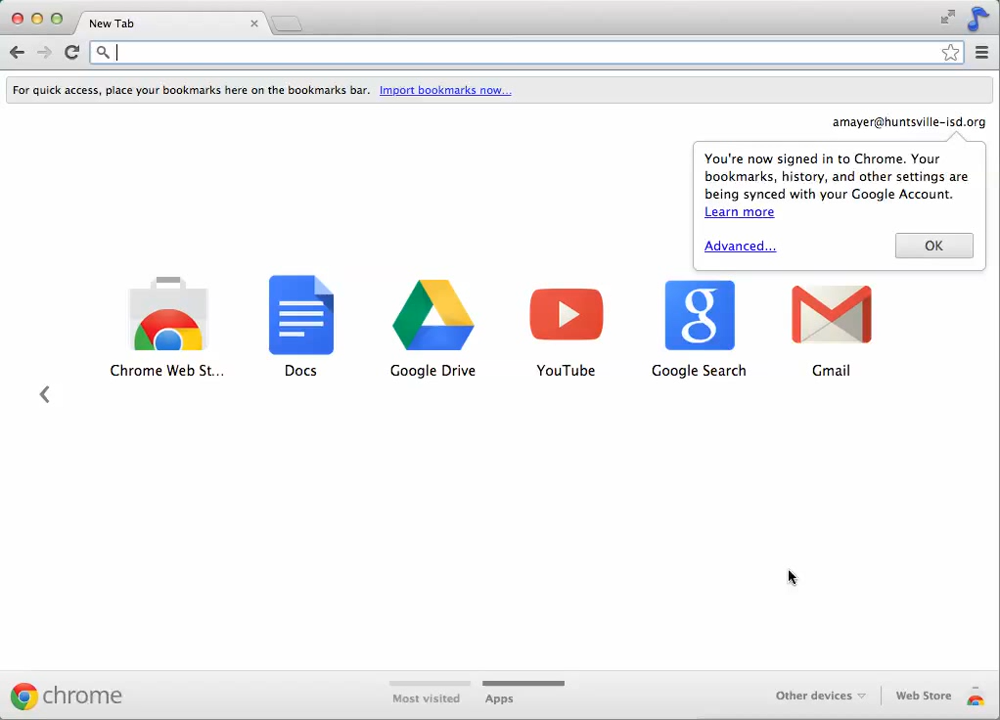 New Tab
For quick access, place your bookmarks here on the bookmarks bar. Import bookmarks now...
amayer@huntsville-isd.org
You're now signed in to Chrome. Your
bookmarks, history, and other settings are
being synced with your Google Account.
Learn more
Advanced...
OK
Chrome Web St...
Docs
Google Drive
YouTube
Google Search
Gmail
chrome
Most visited
Apps
Other devices
Web Store